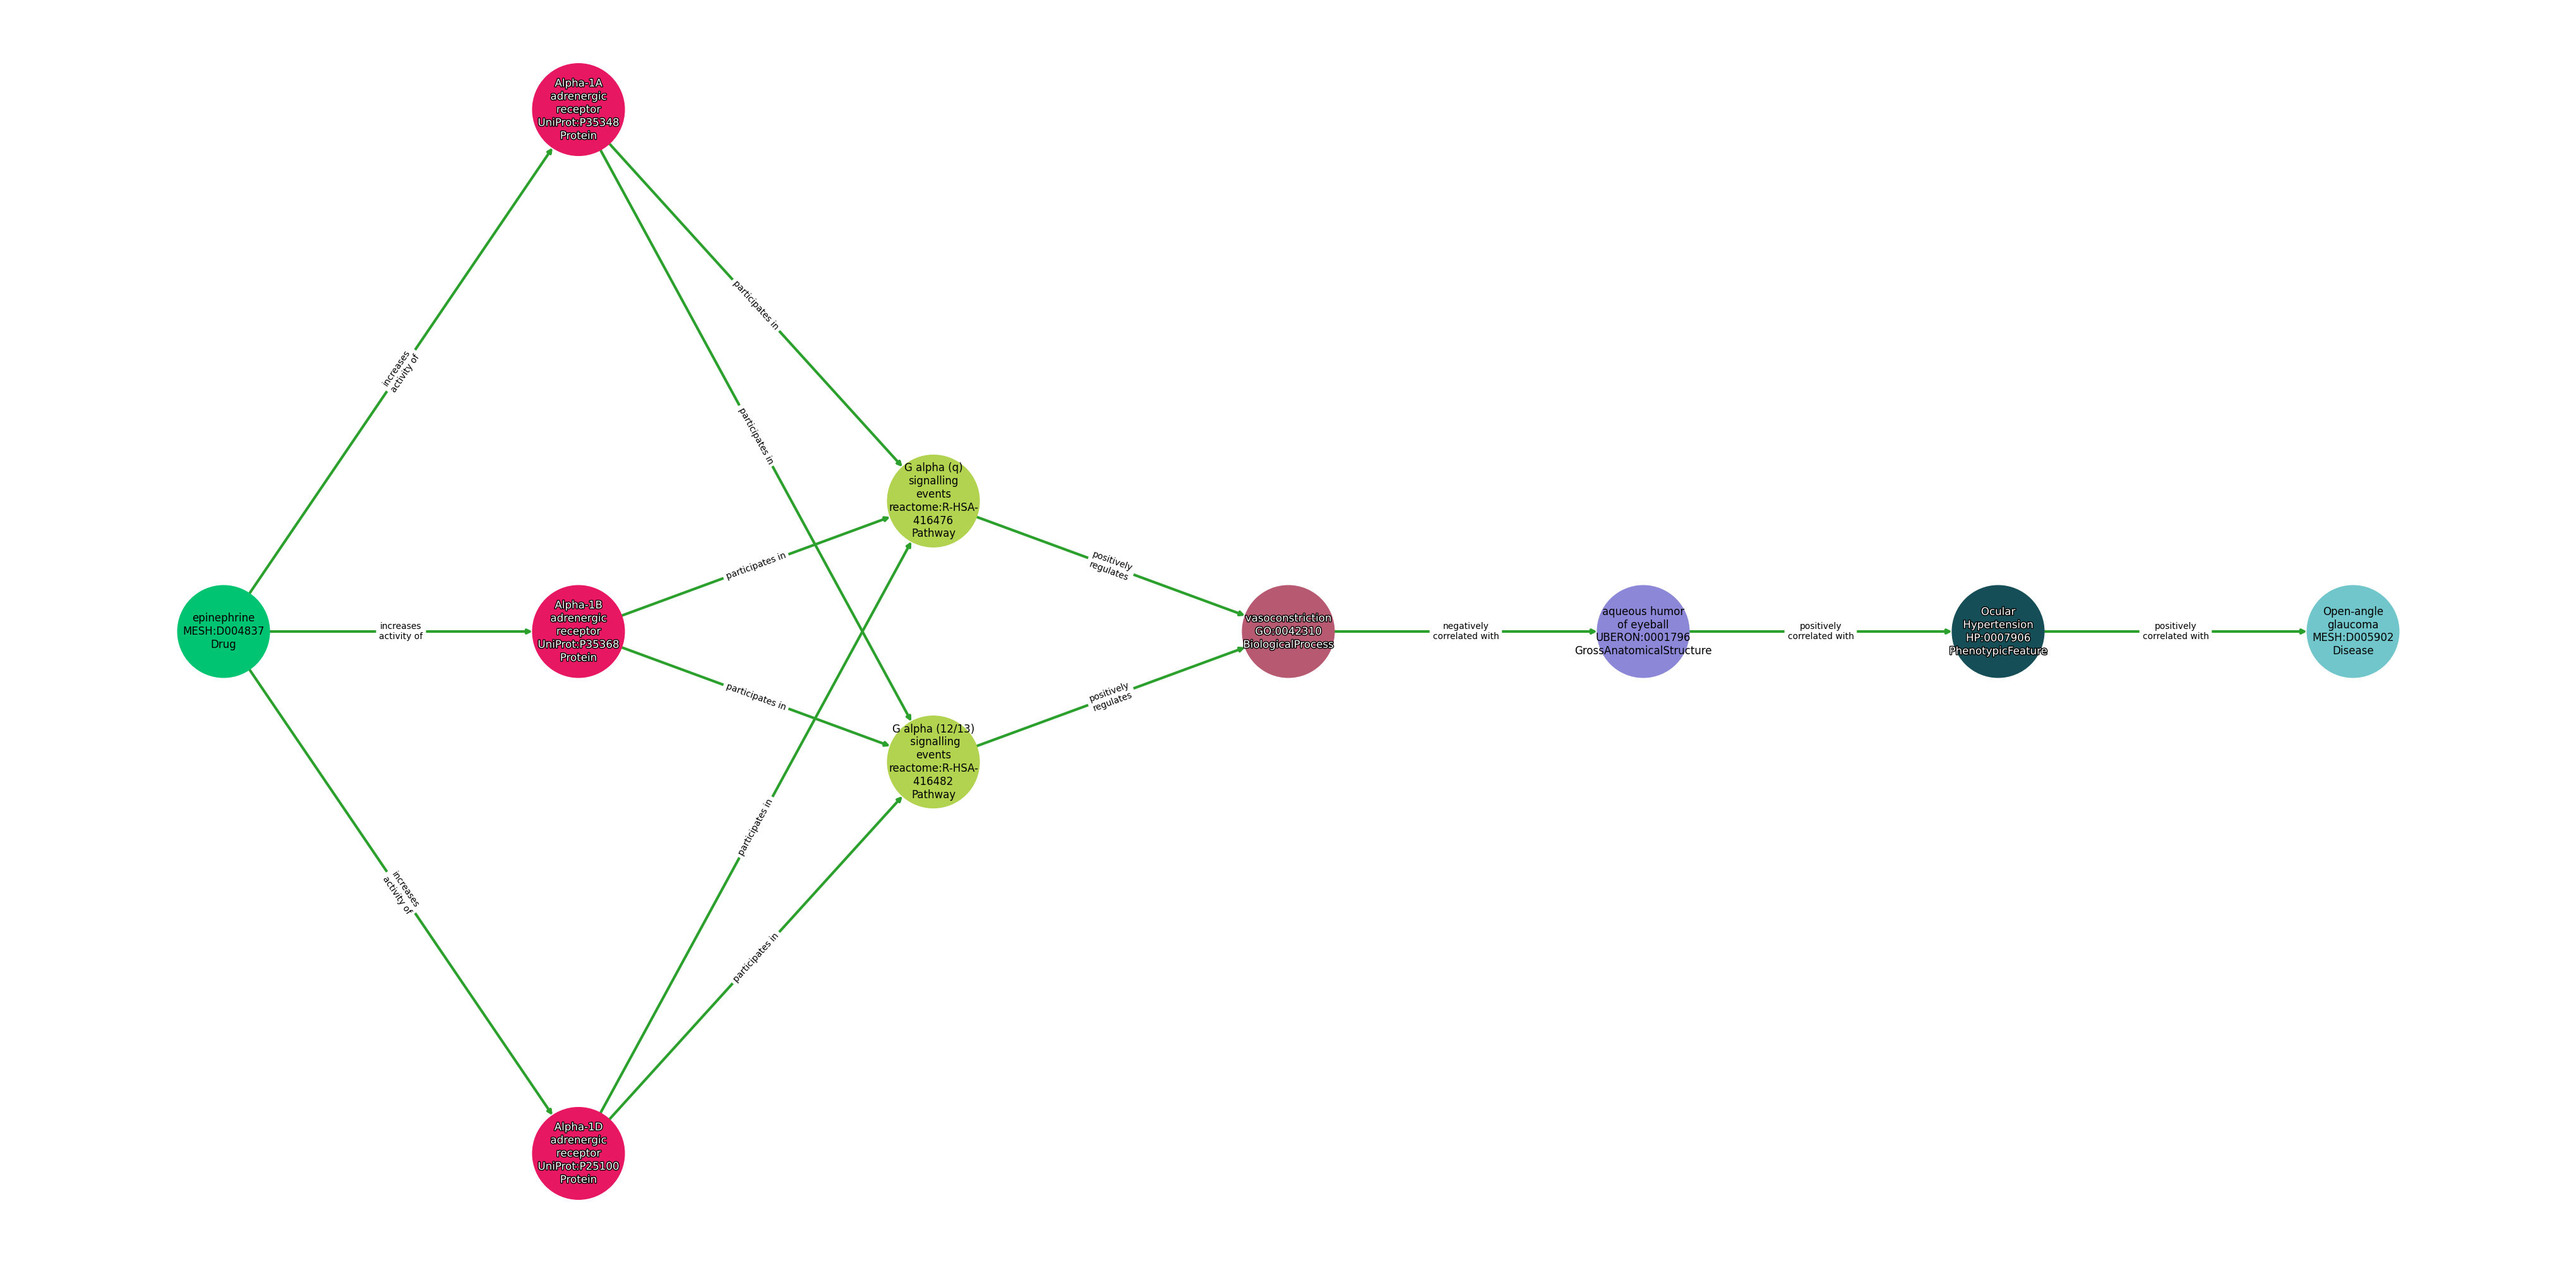 Alpha-1A
adrenergic
receptor
UniProt:P35348
Protein
participates in
increases
activity of
participates in
G alpha (q)
signalling
events
reactome:R-HSA-
416476
Pathway
participates in
positively
regulates
epinephrine
MESH:D004837
Drug
increases
activity of
Alpha-1B
adrenergic
receptor
UniProt:P35368
Protein
vasoconstriction
GO:0042310
BiologicalProcess
negatively
correlated with
aqueous humor
of eyeball
UBERON:0001796
GrossAnatomicalStructure
positively
correlated with
Ocular
Hypertension
HP:0007906
PhenotypicFeature
positively
correlated with
Open-angle
glaucoma
MESH:D005902
Disease
participates in
positively
regulates
G alpha (12/13)
signalling
events
reactome:R-HSA-
416482
Pathway
participates in
increases
activity of
participates in
Alpha-1D
adrenergic
receptor
UniProt:P25100
Protein